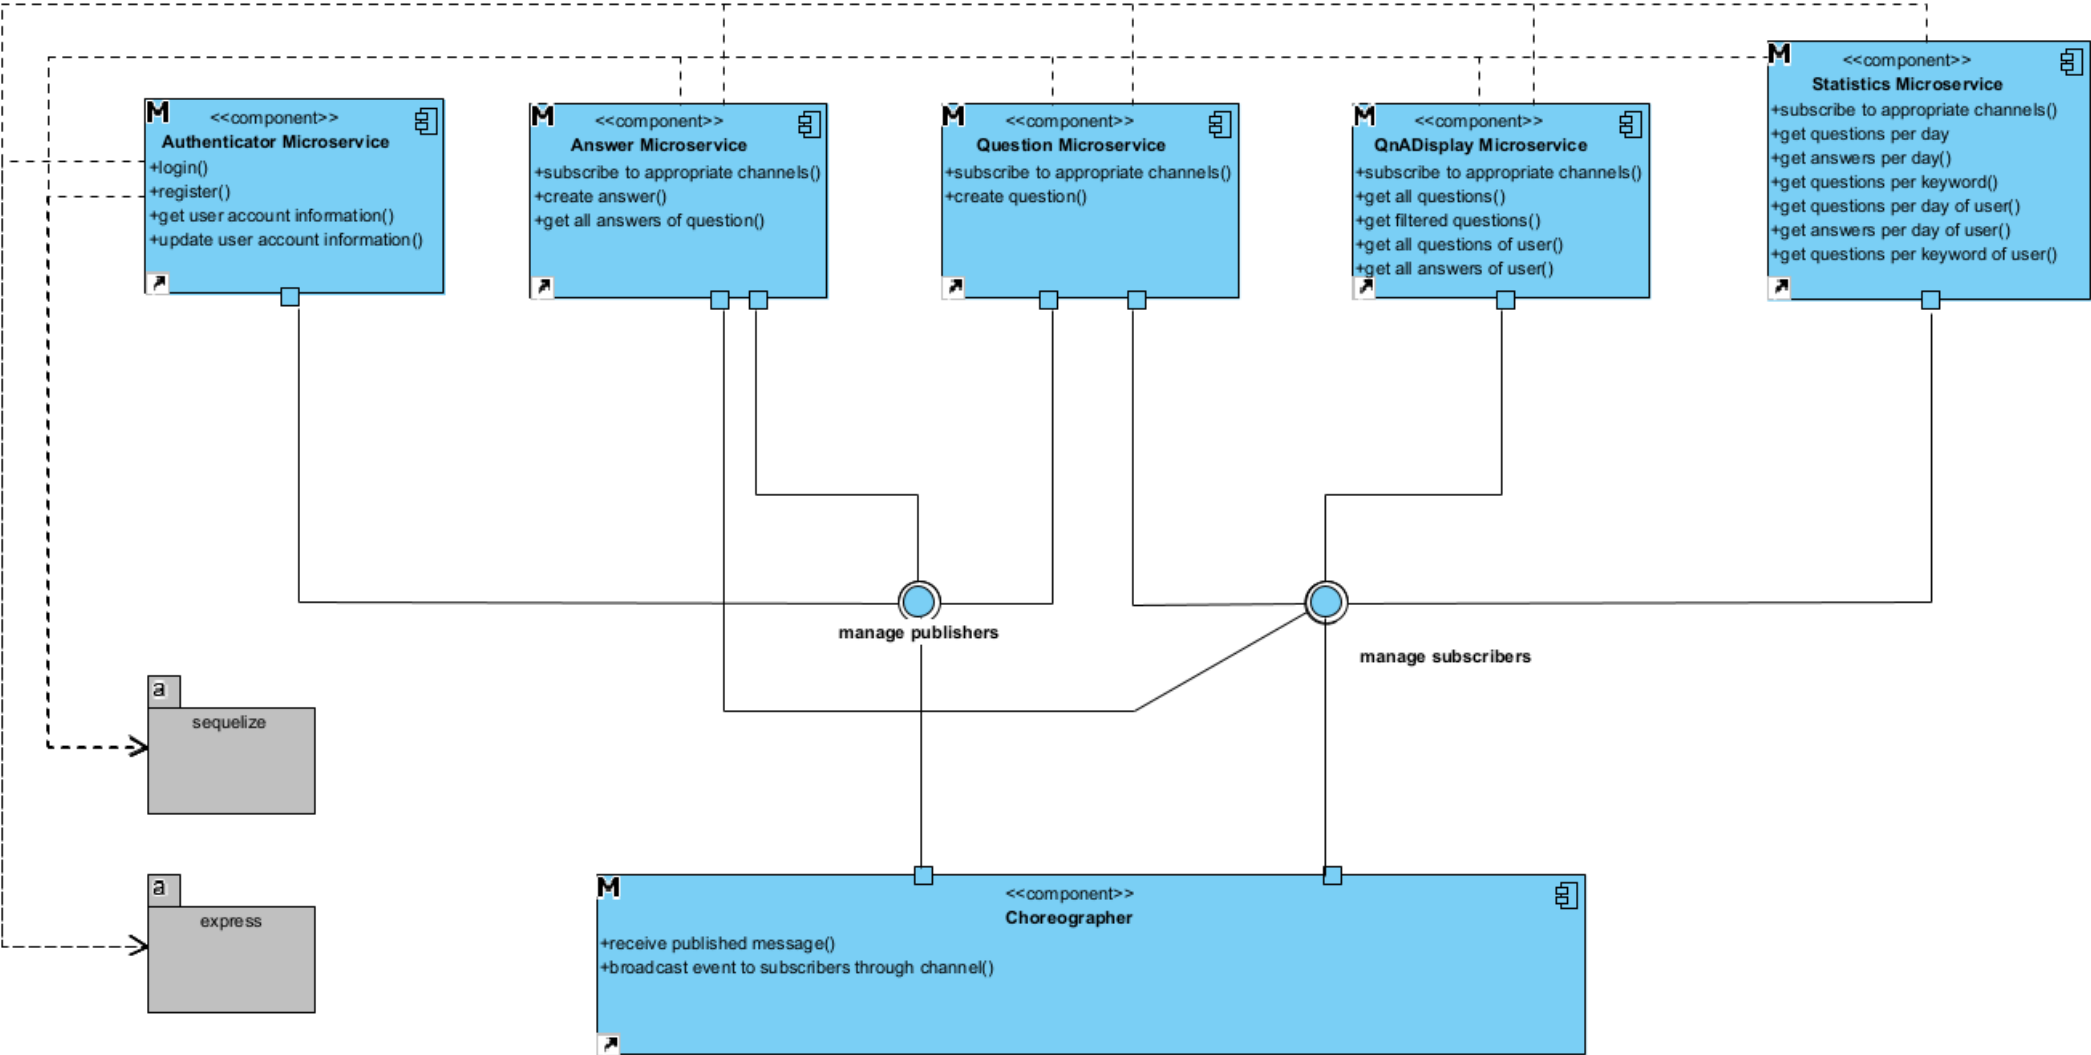 M
<<component>>
Authenticator Microservice
+login()
+register()
+get user account information()
+update user account information()
M
<<component>>
Answer Microservice
+subscribe to appropriate channels()
+create answer()
+get all answers of question()
M
<<component>>
Question Microservice
+subscribe to appropriate channels()
+create question()
M
<<component>>
QnADisplay Microservice
+subscribe to appropriate channels()
+get all questions()
+get filtered questions()
+get all questions of user()
+get all answers of user()
M
<<component>>
Statistics Microservice
+subscribe to appropriate channels()
+get questions per day
+get answers per day()
+get questions per keyword()
+get questions per day of user()
+get answers per day of user()
+get questions per keyword of user()
manage publishers
manage subscribers
a
sequelize
a
express
M
<<component>>
Choreographer
+receive published message()
+broadcast event to subscribers through channel()